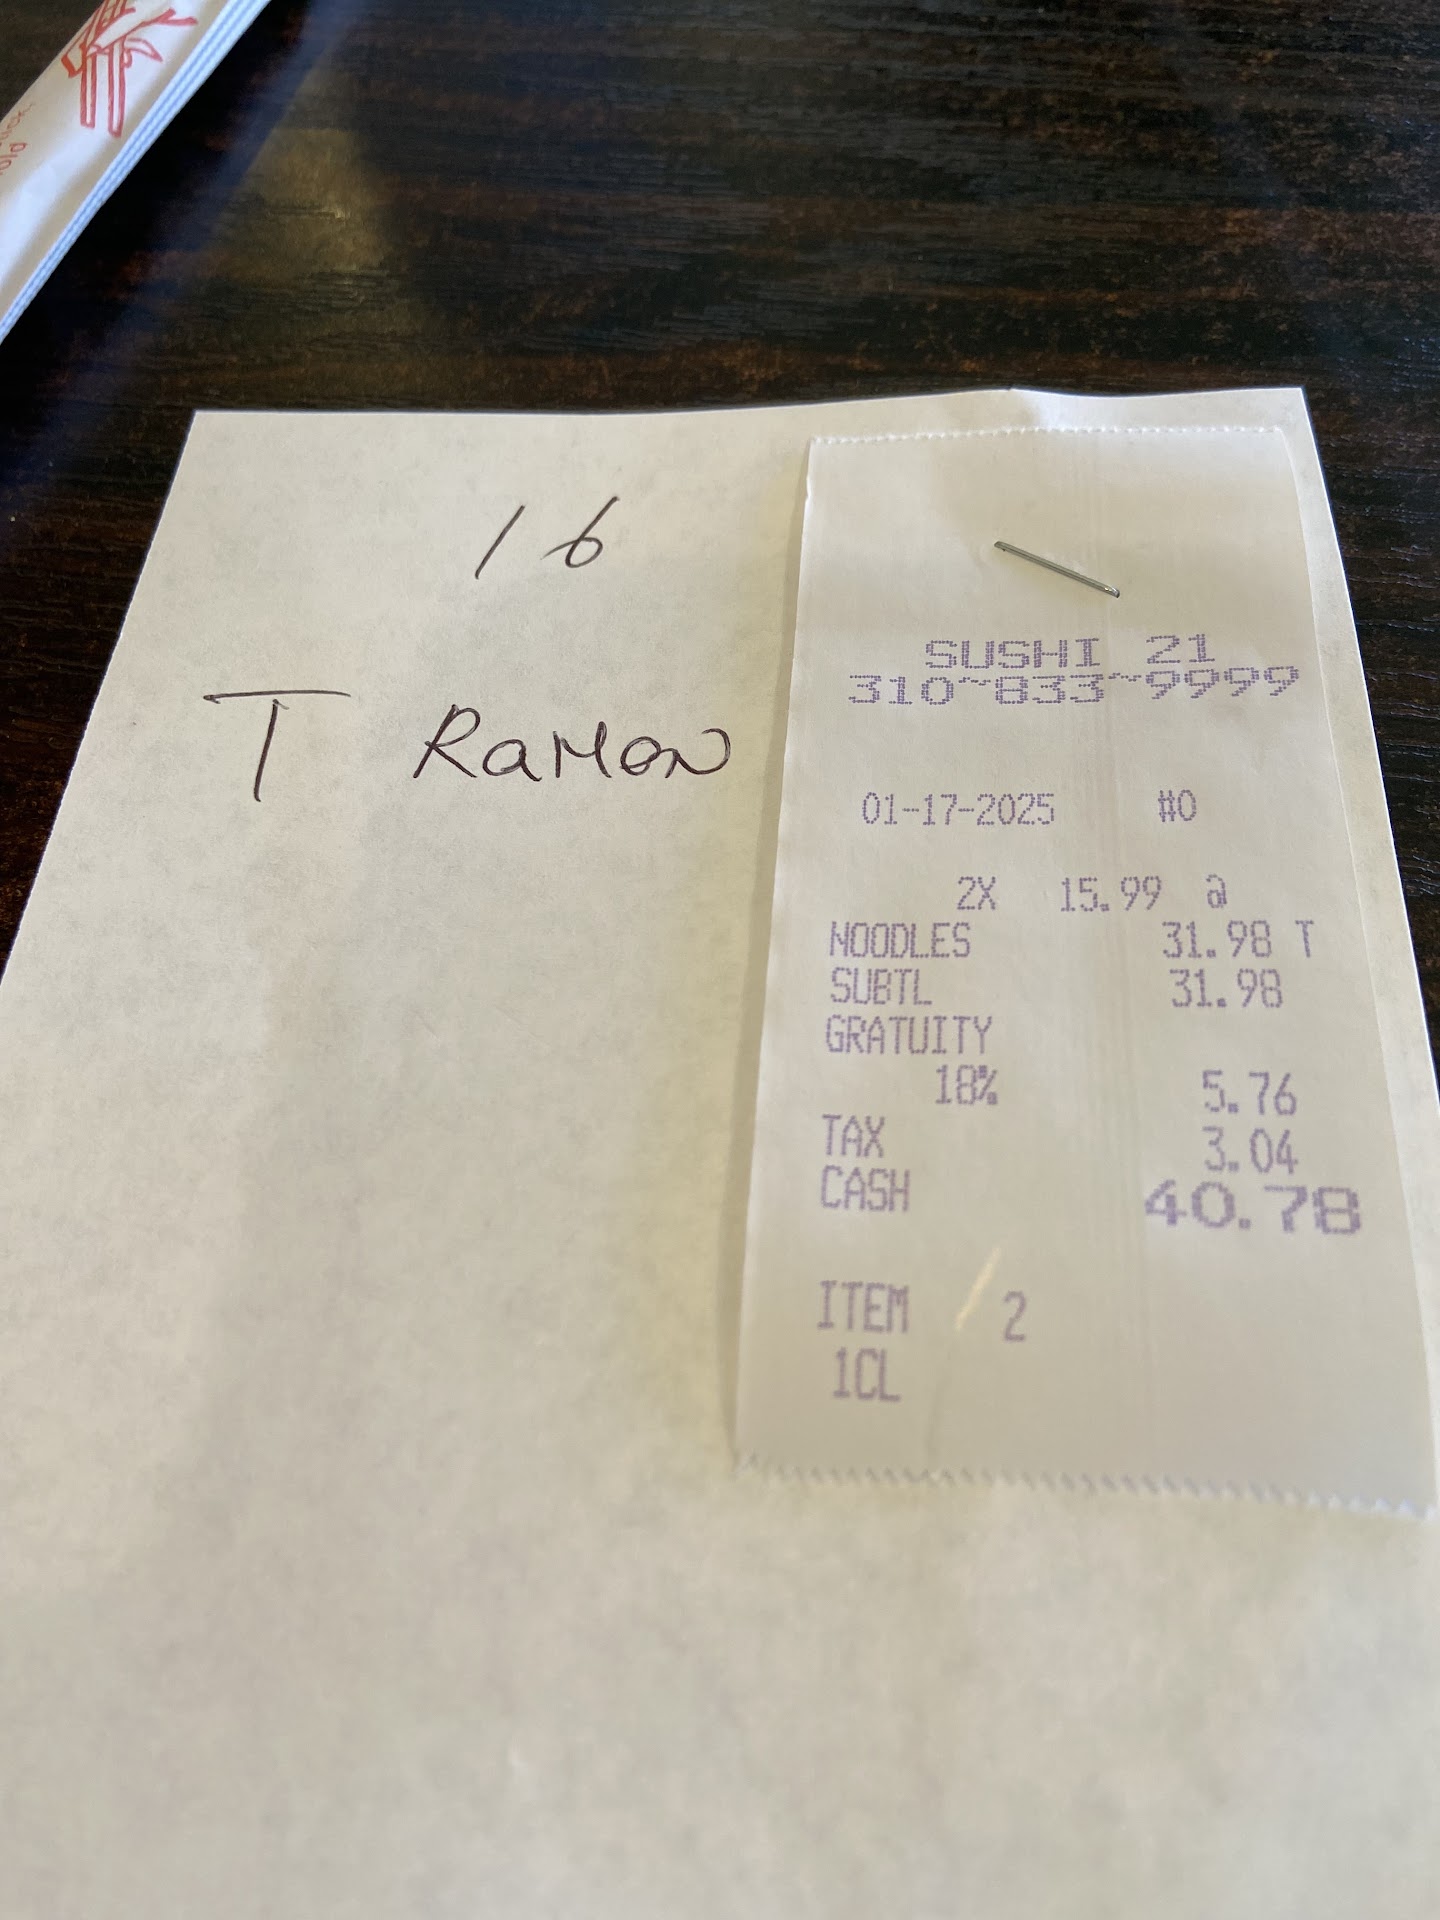 16
T RaMen
SUSHI 21
310~833~9999
01-17-2025 #0
2X 15.99 @
NOODLES 31.98 T
SUBTL 31.98
GRATUITY
18% 5.76
TAX 3.04
CASH 40.78
ITEM 2
1CL